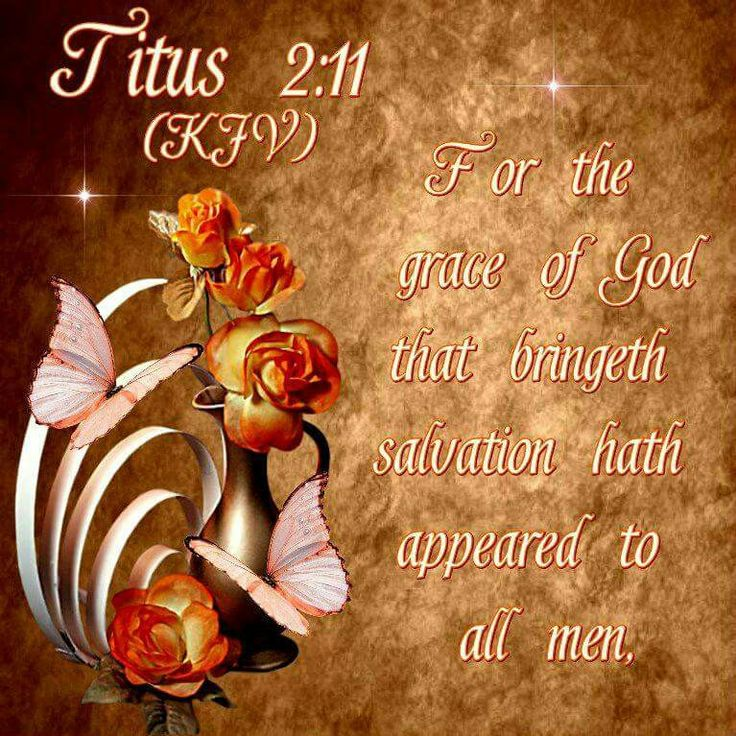 Titus 2:11
(KJV)
For the
grace of God
that bringeth
salvation hath
appeared to
all men,